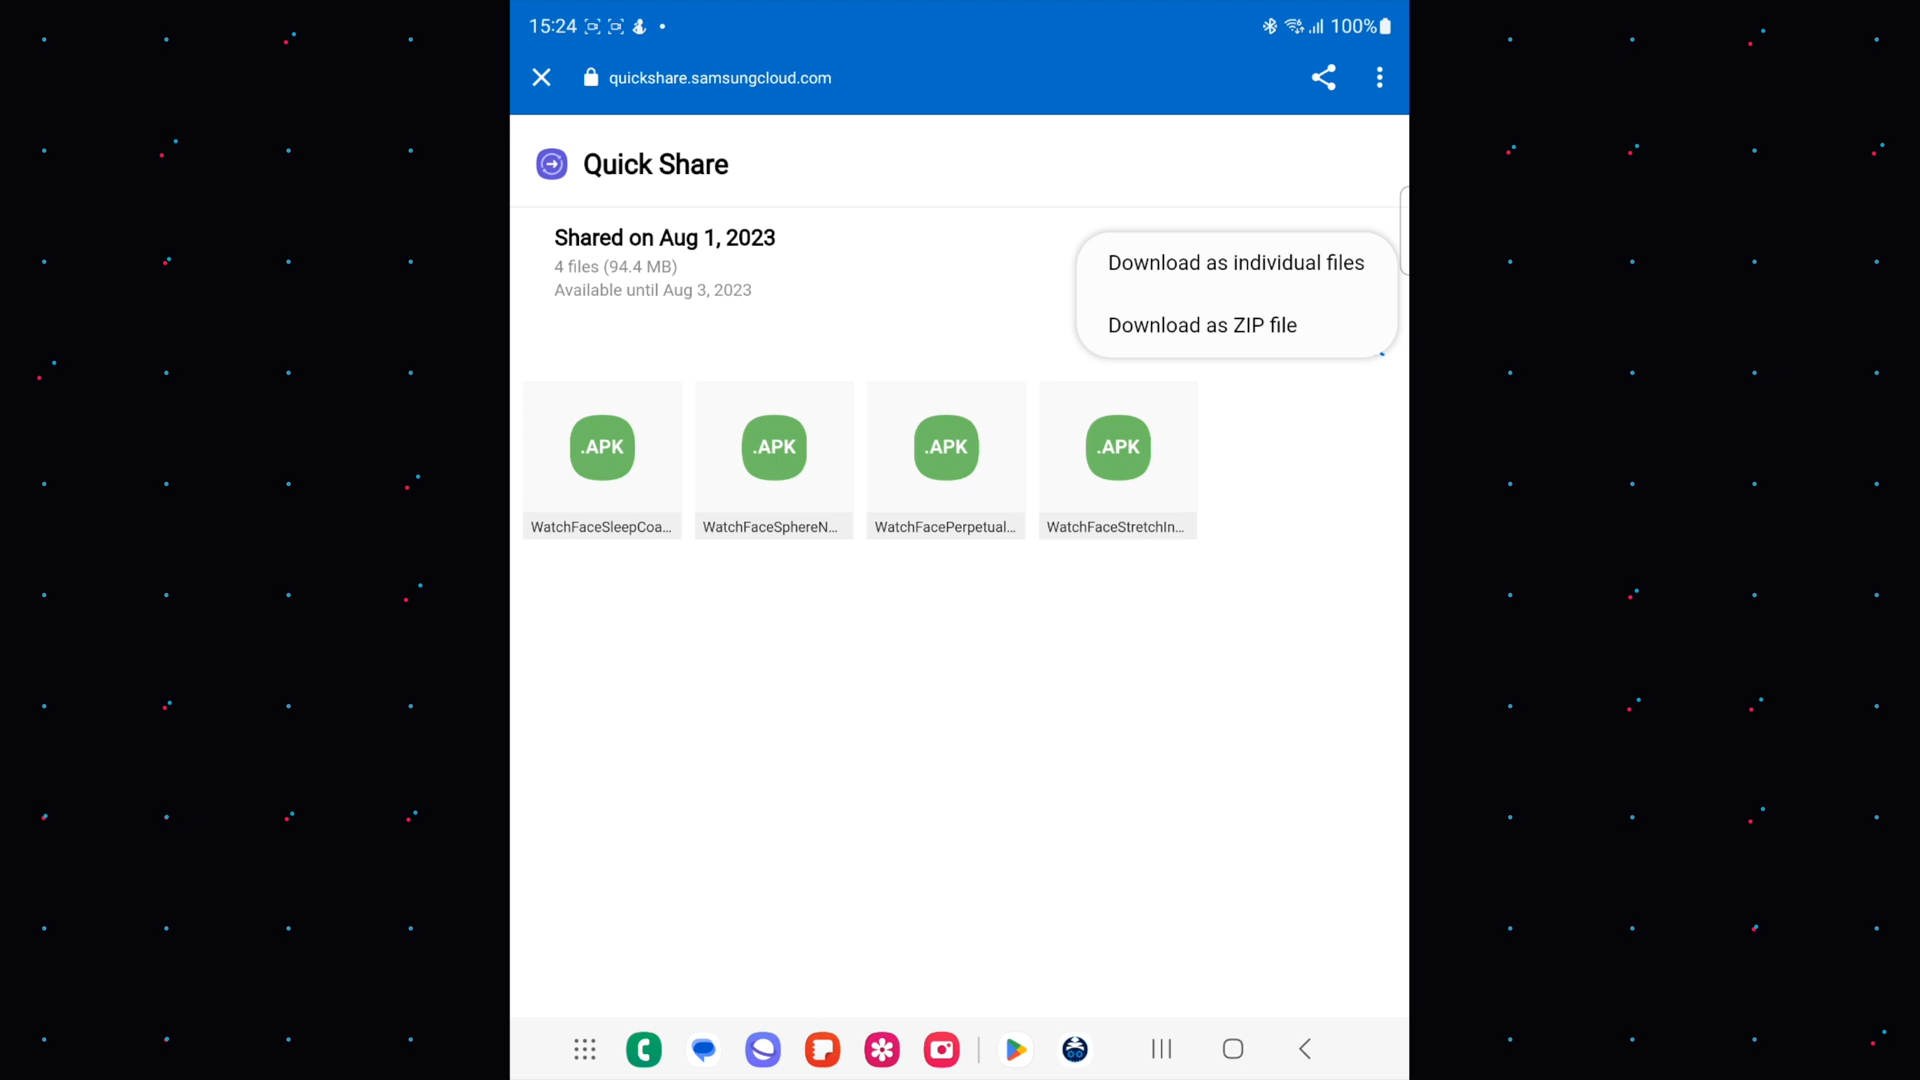 15:24
100%
quickshare.samsungcloud.com
Quick Share
Shared on Aug 1, 2023
4 files (94.4 MB)
Available until Aug 3, 2023
Download as individual files
Download as ZIP file
.APK
.APK
.APK
.APK
WatchFaceSleepCoa...
WatchFaceSphereN...
WatchFacePerpetual...
WatchFaceStretchIn...